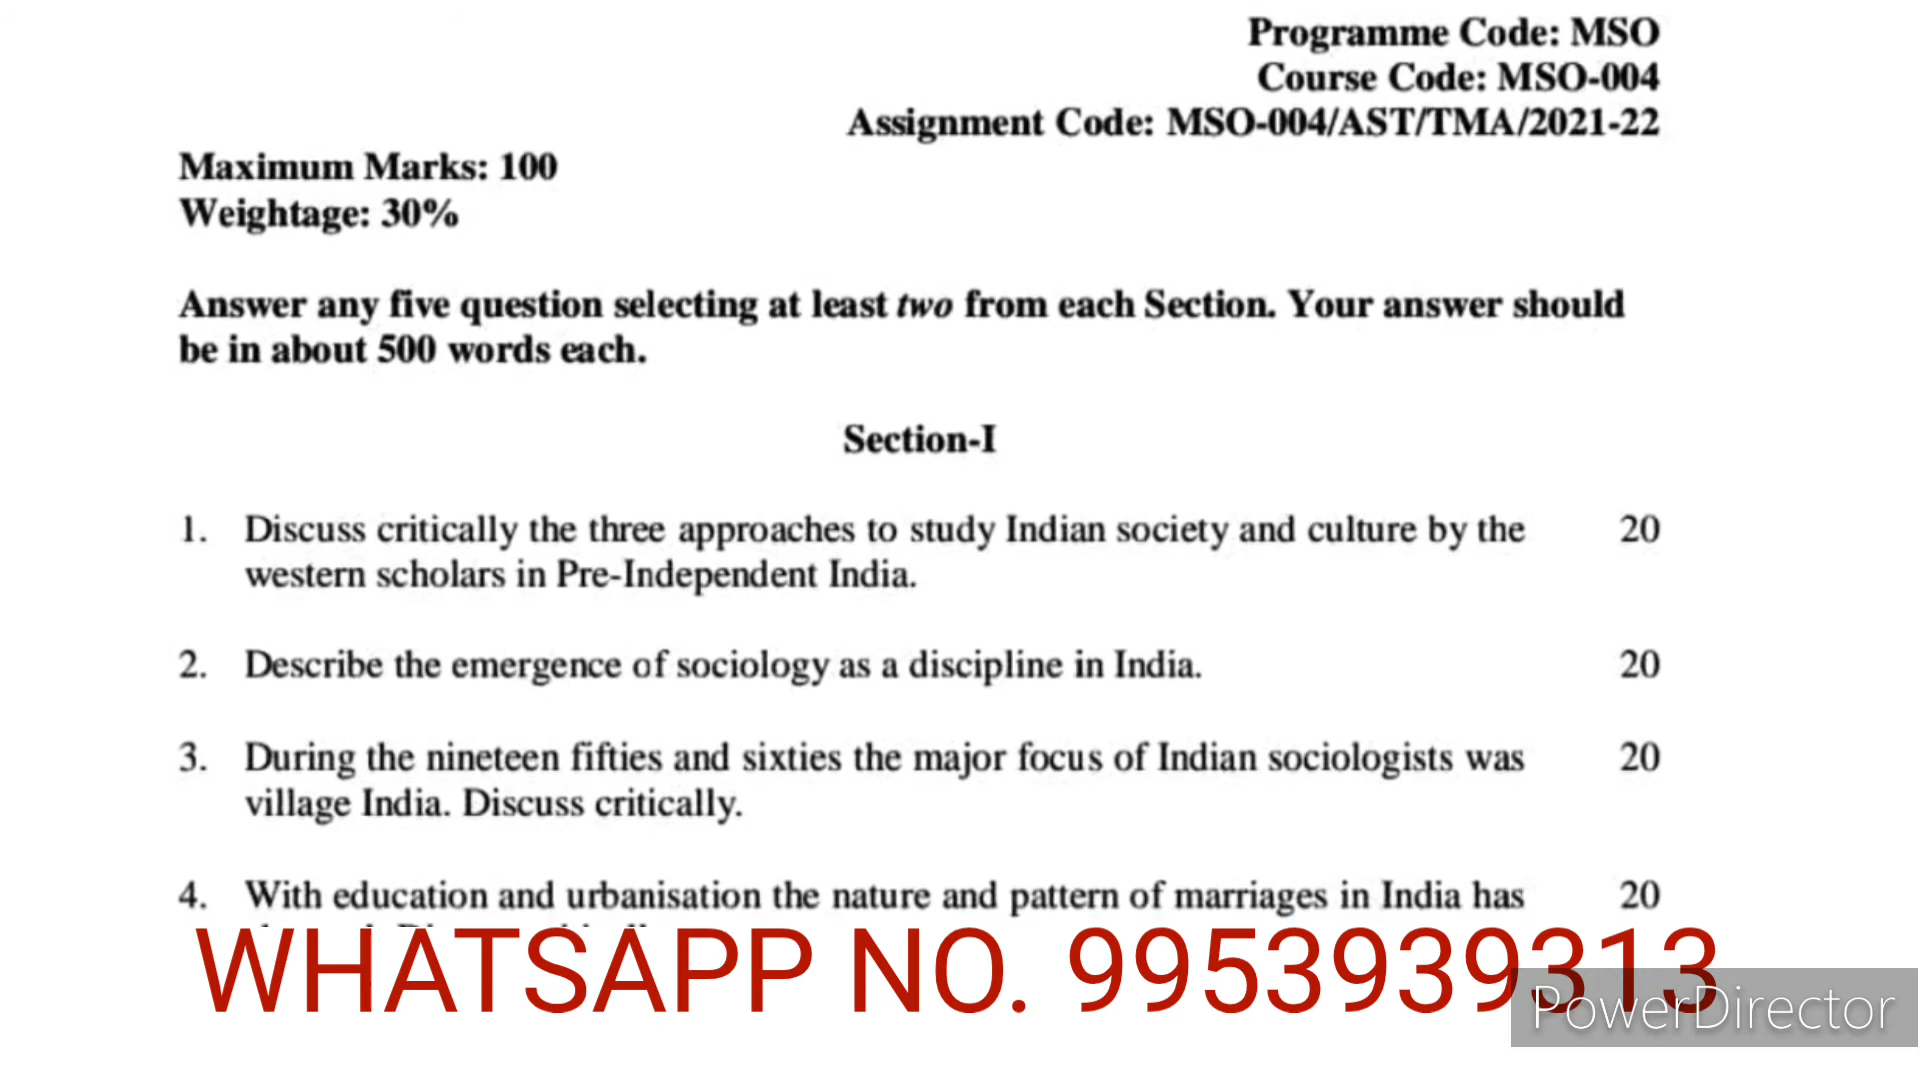 Programme Code: MSO
Course Code: MSO-004
Assignment Code: MSO-004/AST/TMA/2021-22
Maximum Marks: 100
Weightage: 30%
Answer any five question selecting at least two from each Section. Your answer should
be in about 500 words each.
Section-I
1. Discuss critically the three approaches to study Indian society and culture by the 20
western scholars in Pre-Independent India.
2. Describe the emergence of sociology as a discipline in India. 20
3. During the nineteen fifties and sixties the major focus of Indian sociologists was 20
village India. Discuss critically.
4. With education and urbanisation the nature and pattern of marriages in India has 20
WHATSAPP NO. 9953939313
PowerDirector